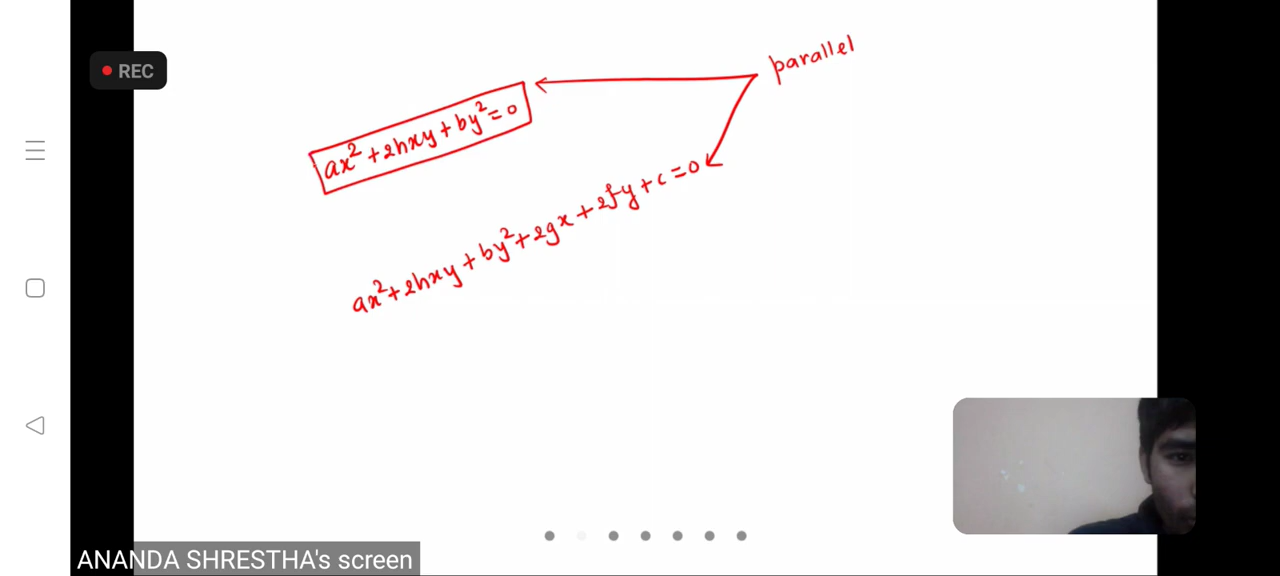 REC
parallel
ax²+2hxy+by²=0
ax²+2hxy+by²+2gx+2fy+c=0
ANANDA SHRESTHA's screen